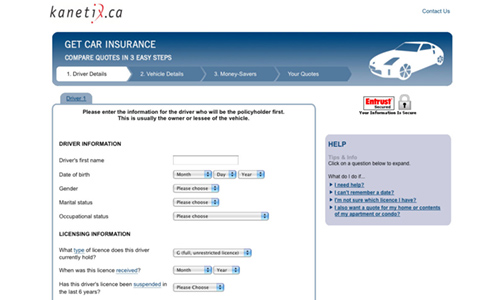 kanetix.ca
Contact Us
GET CAR INSURANCE
COMPARE QUOTES IN 3 EASY STEPS
1. Driver Details
2. Vehicle Details
3. Money-Savers
Your Quotes
Driver 1
Please enter the information for the driver who will be the policyholder first.
This is usually the owner or lessee of the vehicle.
DRIVER INFORMATION
Driver's first name
Date of birth Month Day Year
Gender Please choose
Marital status Please choose
Occupational status Please choose
LICENSING INFORMATION
What type of licence does this driver
currently hold? G (full, unrestricted licence)
When was this licence received? Month Year
Has this driver's licence been suspended in
the last 6 years? Please Choose
Entrust
Secured
Your Information is Secure
HELP
Tips & Info
Click on a question below to expand.
What do I do if...
I need help?
I can't remember a date?
I'm not sure which licence I have?
I also want a quote for my home or contents
of my apartment or condo?